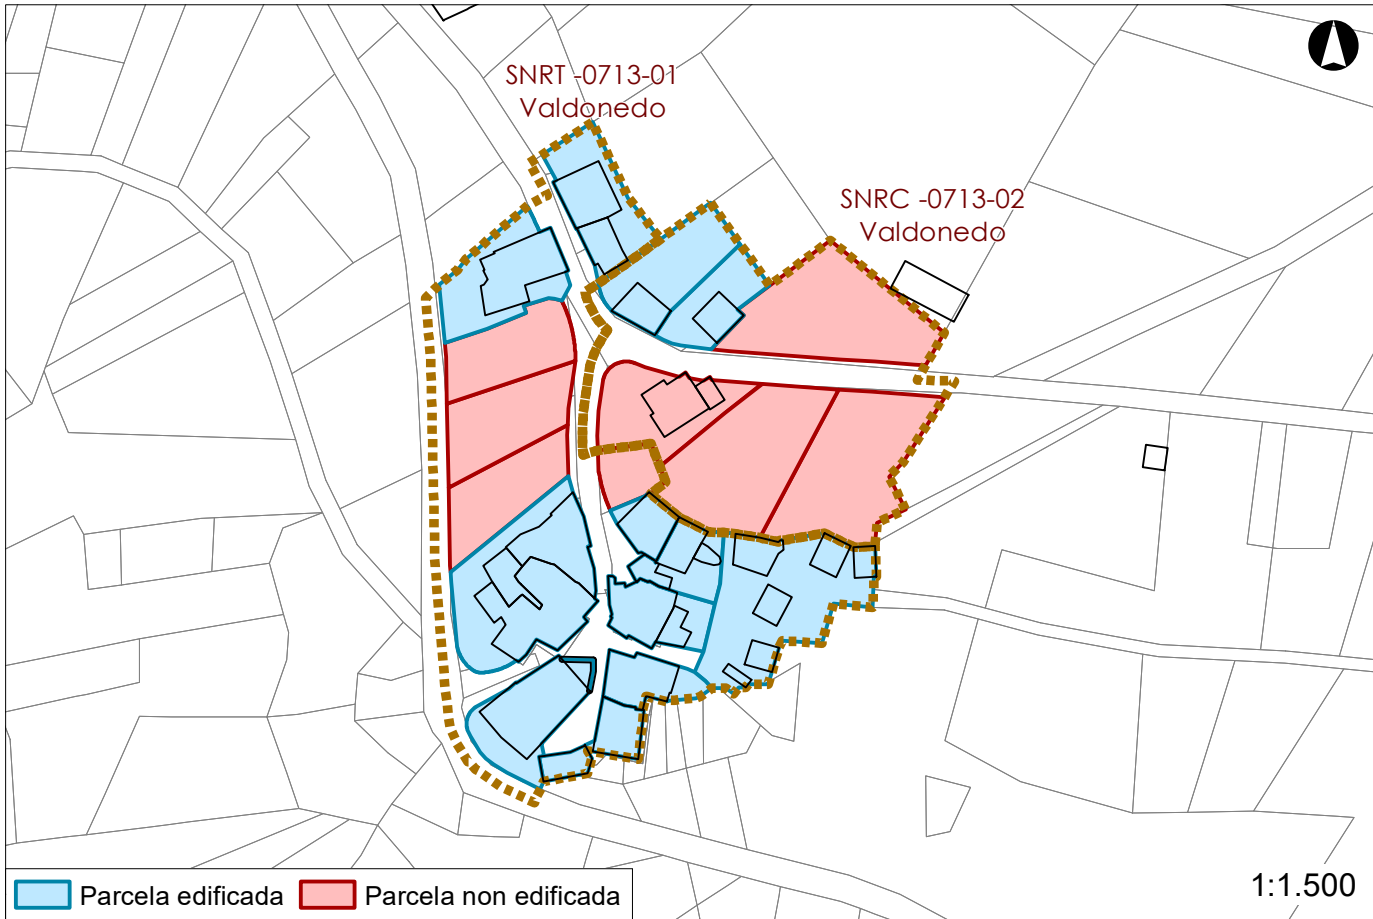 SNRT -0713-01
Valdonedo
SNRC -0713-02
Valdonedo
Parcela edificada
Parcela non edificada
1:1.500